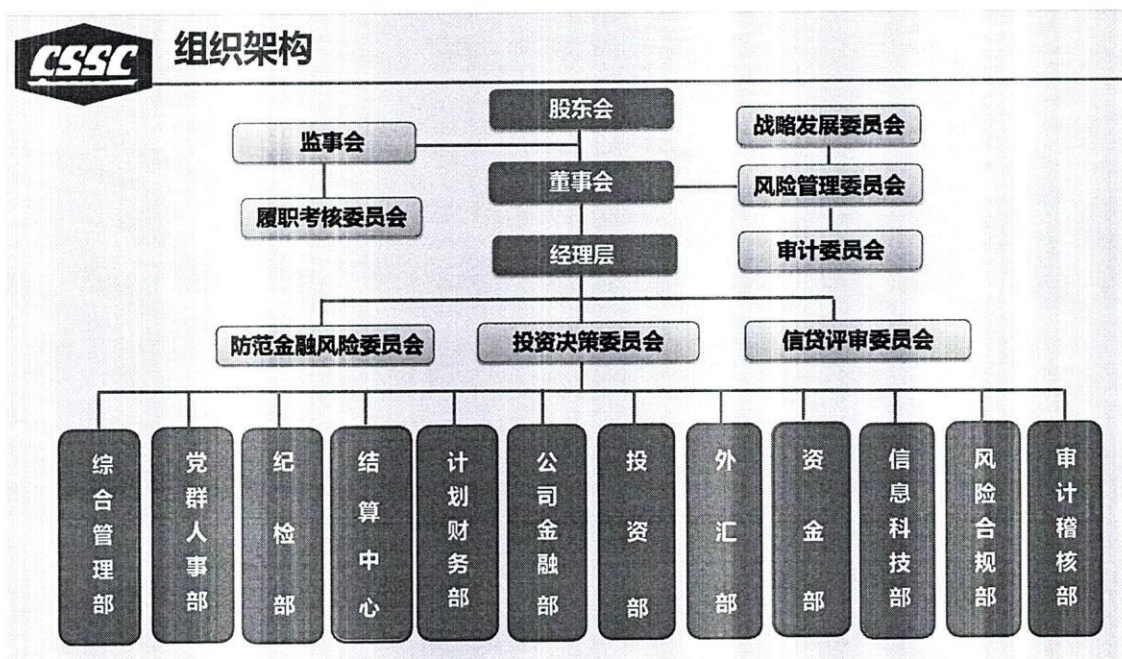 CSSC
组织架构
股东会
监事会
战略发展委员会
董事会
风险管理委员会
履职考核委员会
经理层
审计委员会
防范金融风险委员会
投资决策委员会
信贷评审委员会
综合管理部
党群人事部
纪检部
结算中心
计划财务部
公司金融部
投资部
外汇部
资金部
信息科技部
风险合规部
审计稽核部